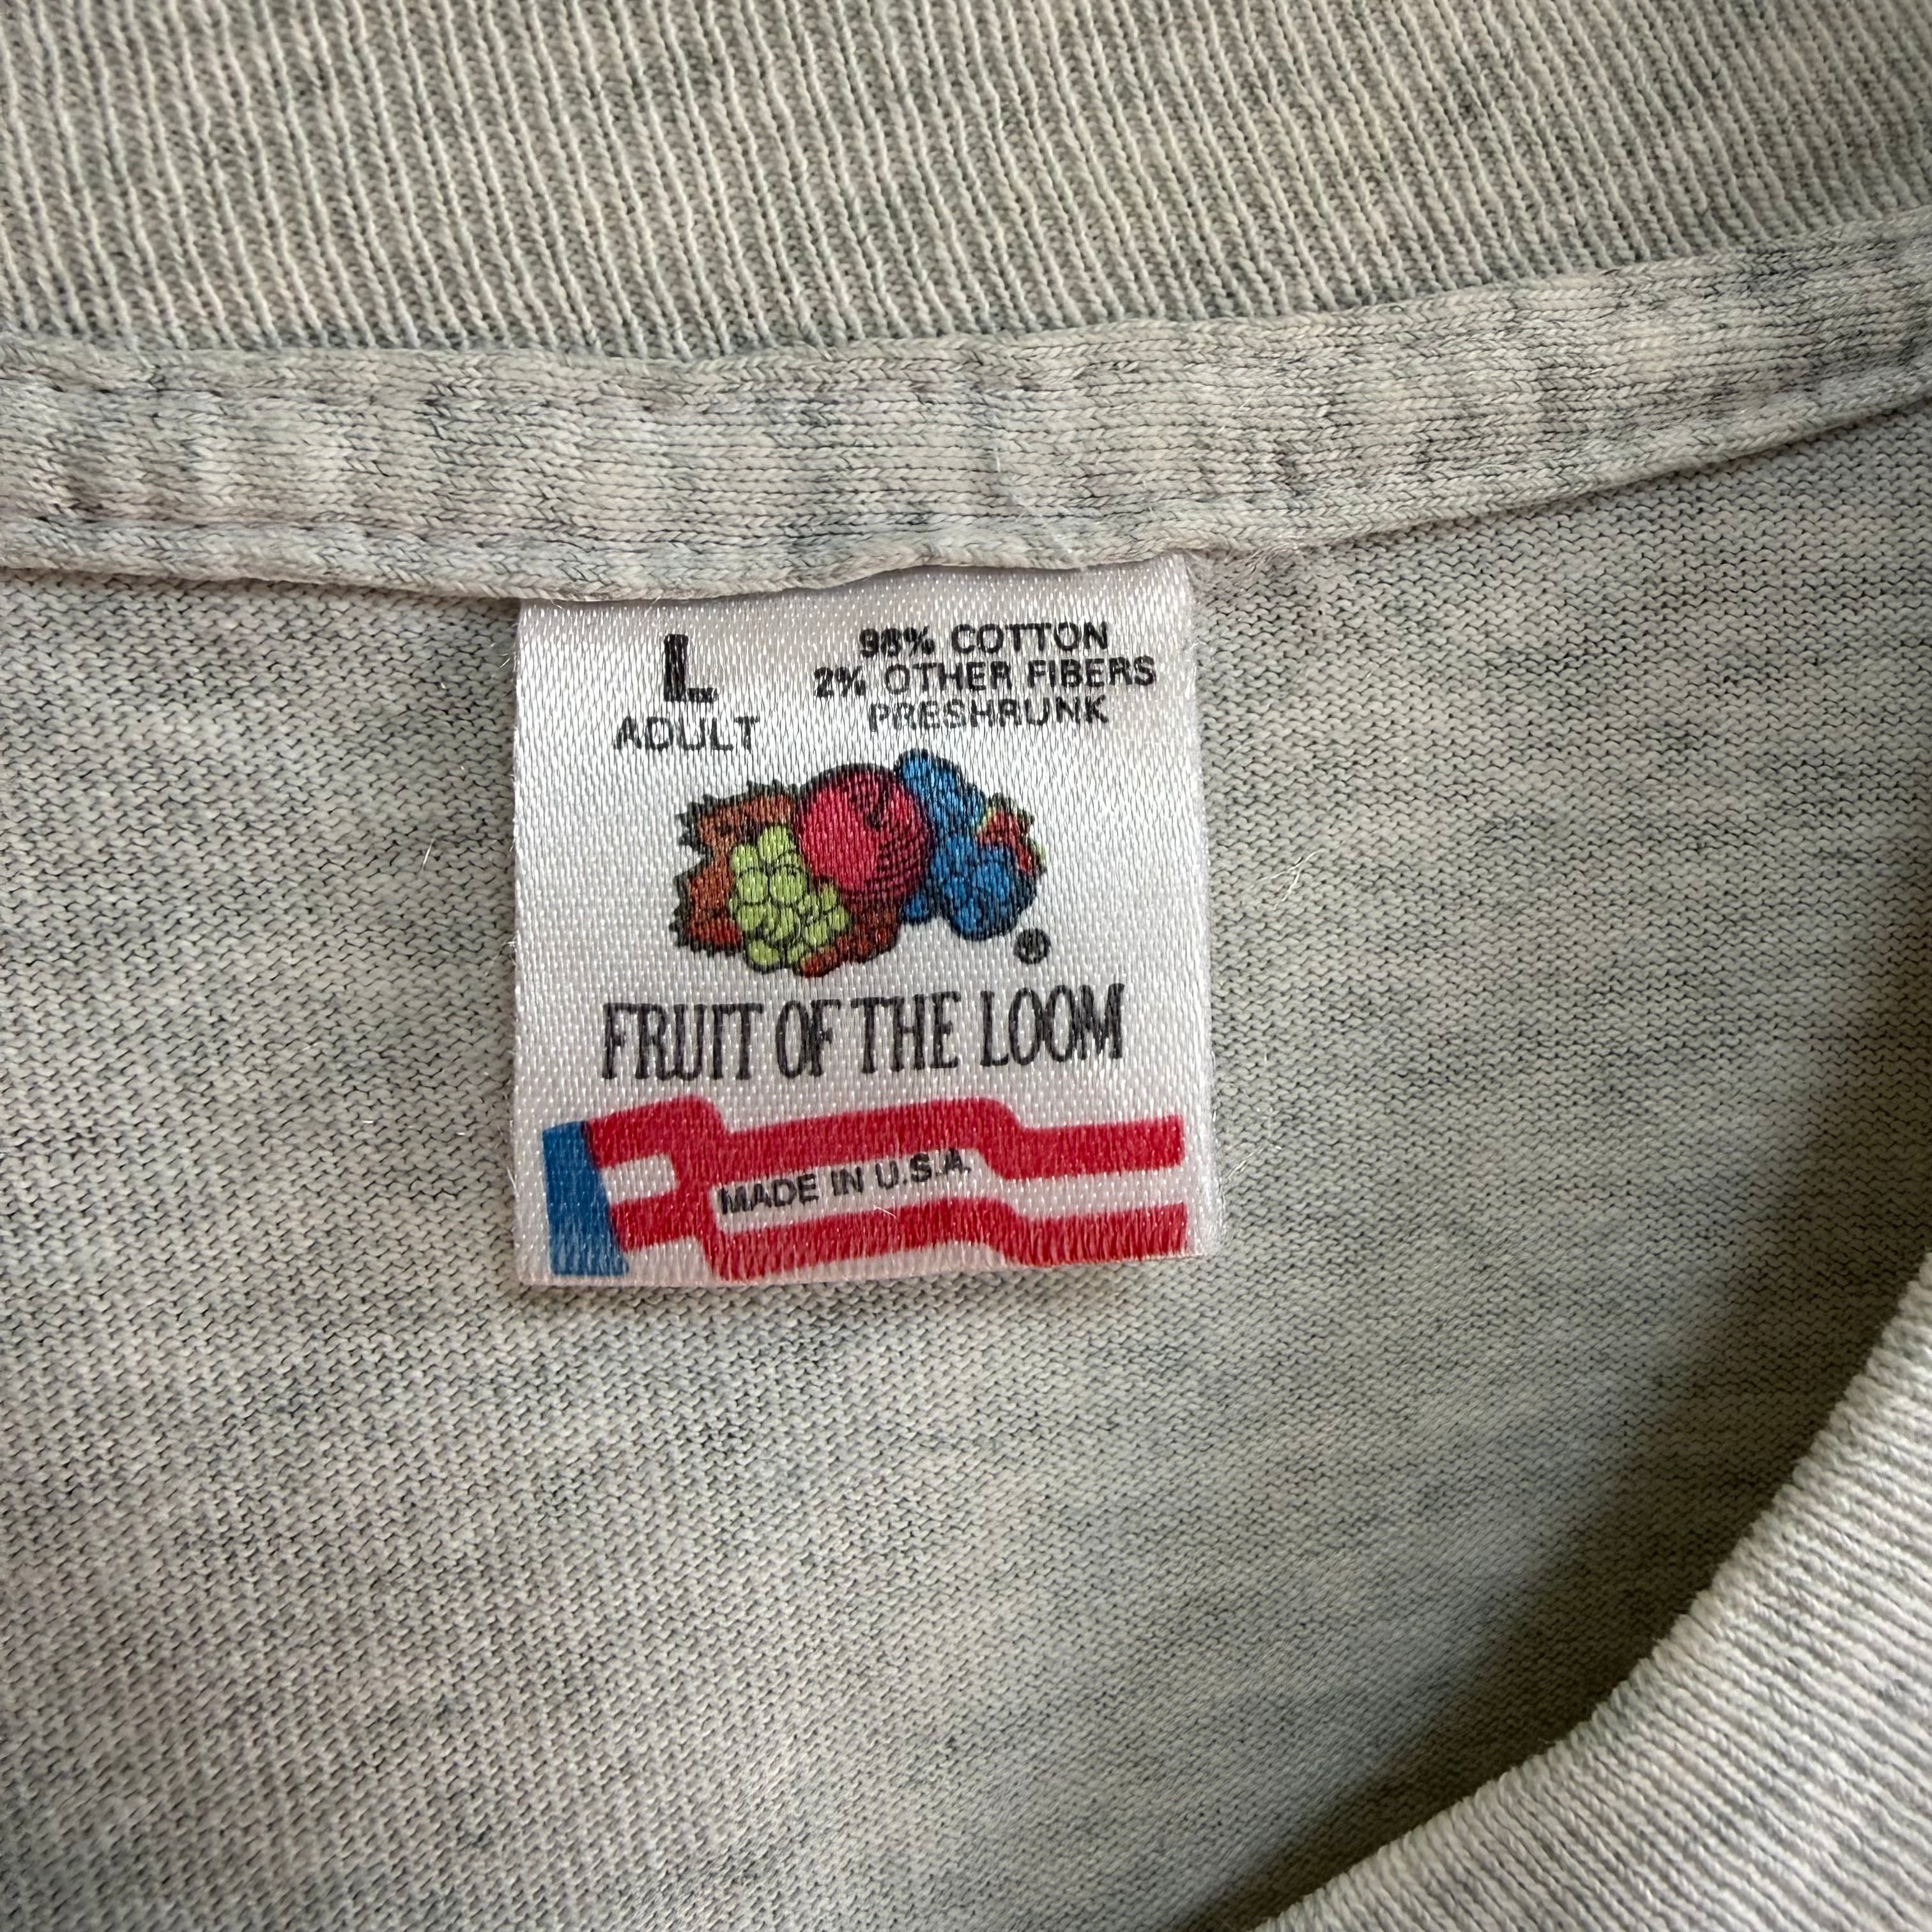 L
ADULT
98% COTTON
2% OTHER FIBERS
PRESHRUNK
®
FRUIT OF THE LOOM
MADE IN U.S.A.